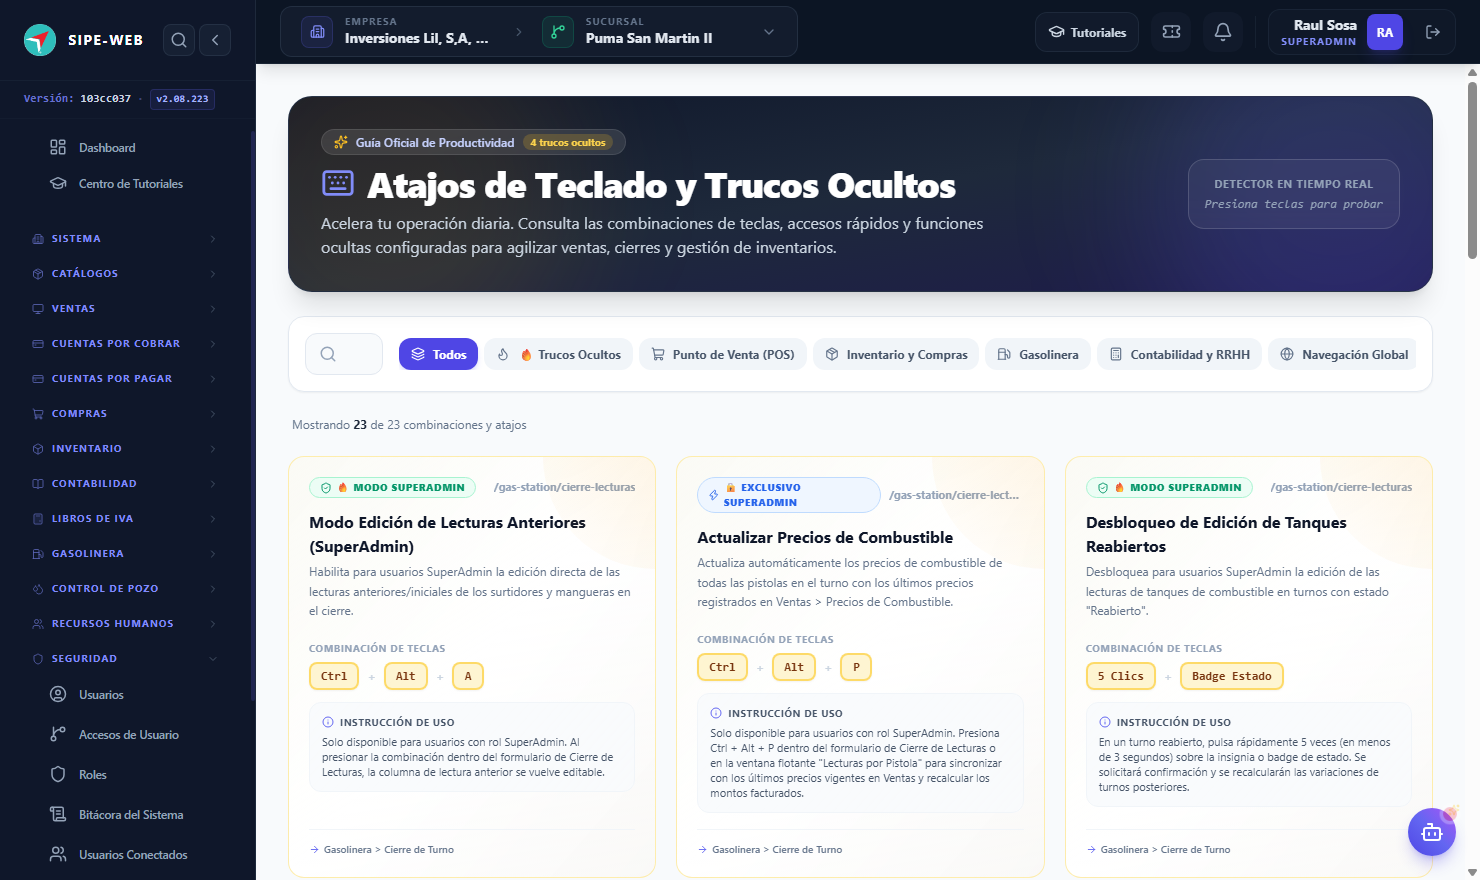 SIPE-WEB
Versión: 103cc037 · v2.08.223
Dashboard
Centro de Tutoriales
SISTEMA
CATÁLOGOS
VENTAS
CUENTAS POR COBRAR
CUENTAS POR PAGAR
COMPRAS
INVENTARIO
CONTABILIDAD
LIBROS DE IVA
GASOLINERA
CONTROL DE POZO
RECURSOS HUMANOS
SEGURIDAD
Usuarios
Accesos de Usuario
Roles
Bitácora del Sistema
Usuarios Conectados
EMPRESA
Inversiones Lil, S,A, ...
SUCURSAL
Puma San Martin II
Tutoriales
Raul Sosa
SUPERADMIN
RA
Guía Oficial de Productividad 4 trucos ocultos
Atajos de Teclado y Trucos Ocultos
Acelera tu operación diaria. Consulta las combinaciones de teclas, accesos rápidos y funciones
ocultas configuradas para agilizar ventas, cierres y gestión de inventarios.
DETECTOR EN TIEMPO REAL
Presiona teclas para probar
Todos
Trucos Ocultos
Punto de Venta (POS)
Inventario y Compras
Gasolinera
Contabilidad y RRHH
Navegación Global
Mostrando 23 de 23 combinaciones y atajos
MODO SUPERADMIN /gas-station/cierre-lecturas
Modo Edición de Lecturas Anteriores
(SuperAdmin)
Habilita para usuarios SuperAdmin la edición directa de las
lecturas anteriores/iniciales de los surtidores y mangueras en
el cierre.
COMBINACIÓN DE TECLAS
Ctrl + Alt + A
INSTRUCCIÓN DE USO
Solo disponible para usuarios con rol SuperAdmin. Al
presionar la combinación dentro del formulario de Cierre de
Lecturas, la columna de lectura anterior se vuelve editable.
Gasolinera > Cierre de Turno
EXCLUSIVO
SUPERADMIN
/gas-station/cierre-lect...
Actualizar Precios de Combustible
Actualiza automáticamente los precios de combustible de
todas las pistolas en el turno con los últimos precios
registrados en Ventas > Precios de Combustible.
COMBINACIÓN DE TECLAS
Ctrl + Alt + P
INSTRUCCIÓN DE USO
Solo disponible para usuarios con rol SuperAdmin. Presiona
Ctrl + Alt + P dentro del formulario de Cierre de Lecturas o
en la ventana flotante "Lecturas por Pistola" para sincronizar
con los últimos precios vigentes en Ventas y recalcular los
montos facturados.
Gasolinera > Cierre de Turno
MODO SUPERADMIN /gas-station/cierre-lecturas
Desbloqueo de Edición de Tanques
Reabiertos
Desbloquea para usuarios SuperAdmin la edición de las
lecturas de tanques de combustible en turnos con estado
"Reabierto".
COMBINACIÓN DE TECLAS
5 Clics + Badge Estado
INSTRUCCIÓN DE USO
En un turno reabierto, pulsa rápidamente 5 veces (en menos
de 3 segundos) sobre la insignia o badge de estado. Se
solicitará confirmación y se recalcularán las variaciones de
turnos posteriores.
Gasolinera > Cierre de Turno